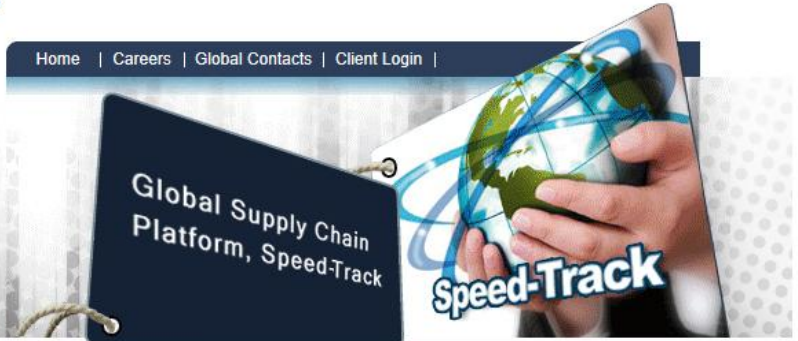 Home | Careers | Global Contacts | Client Login |
Global Supply Chain
Platform, Speed-Track
Speed-Track